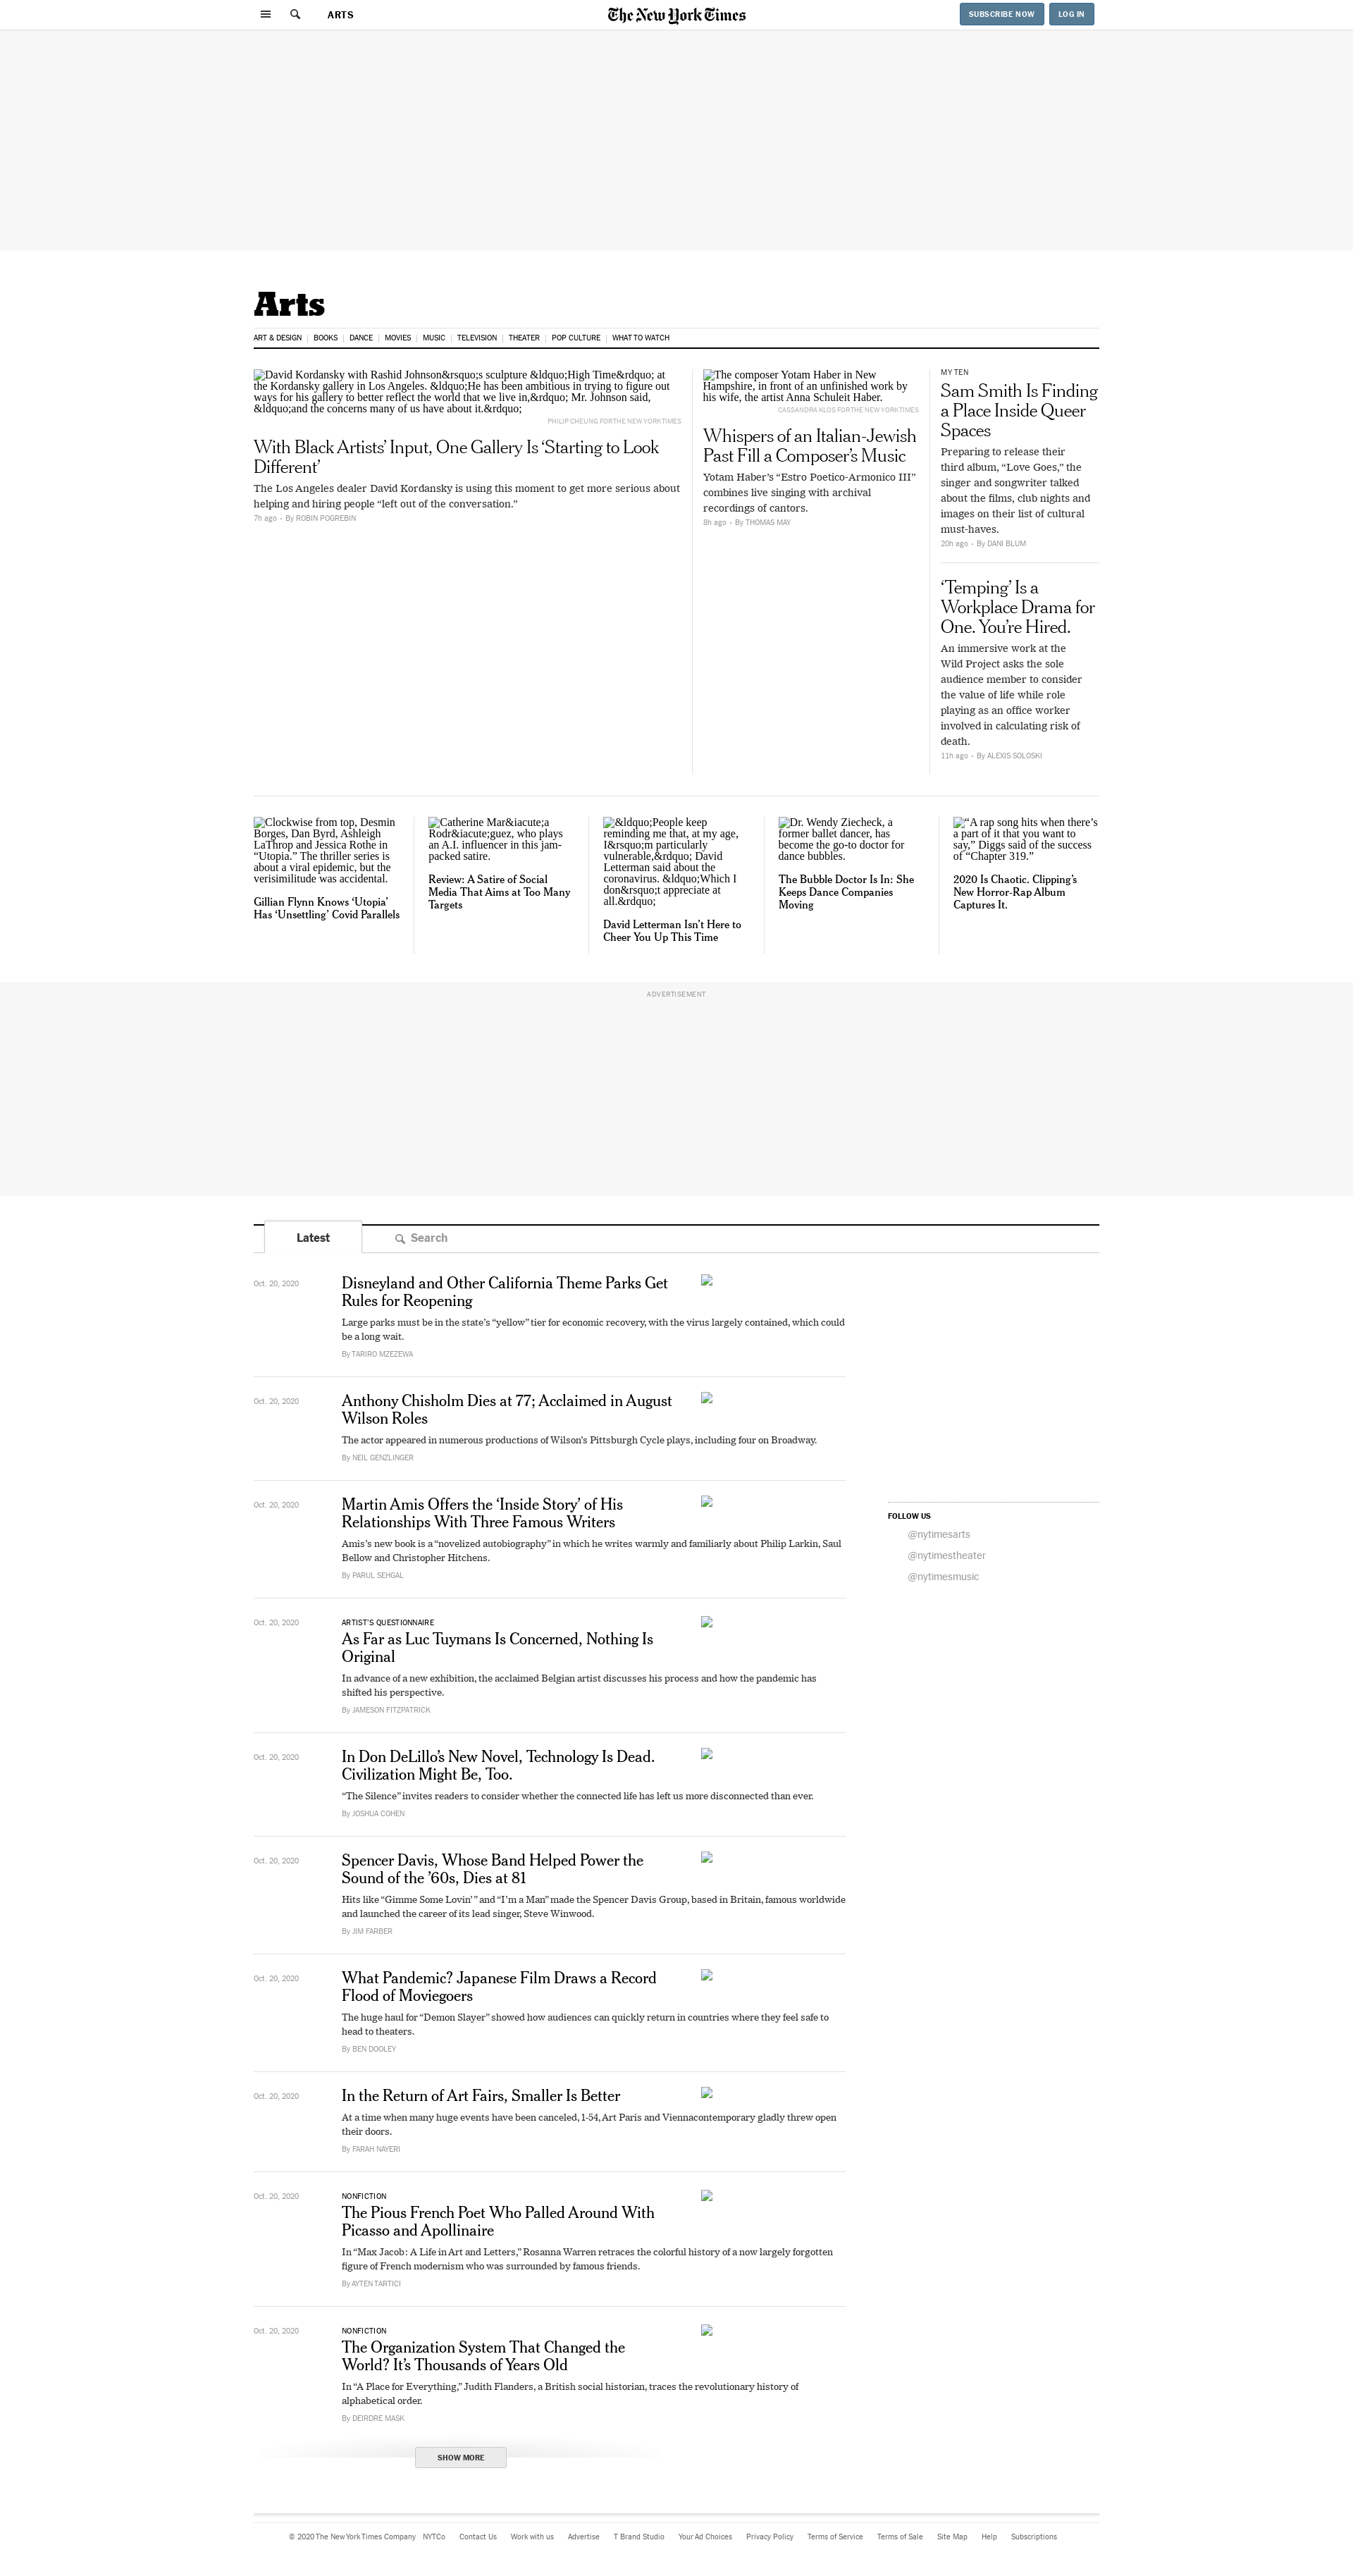 ARTS
The New York Times
SUBSCRIBE NOW
LOG IN
Arts
ART & DESIGN
BOOKS
DANCE
MOVIES
MUSIC
TELEVISION
THEATER
POP CULTURE
WHAT TO WATCH
David Kordansky with Rashid Johnson&rsquo;s sculpture &ldquo;High Time&rdquo; at
the Kordansky gallery in Los Angeles. &ldquo;He has been ambitious in trying to figure out
ways for his gallery to better reflect the world that we live in,&rdquo; Mr. Johnson said,
&ldquo;and the concerns many of us have about it.&rdquo;
PHILIP CHEUNG FOR THE NEW YORK TIMES
With Black Artists’ Input, One Gallery Is ‘Starting to Look
Different’
The Los Angeles dealer David Kordansky is using this moment to get more serious about
helping and hiring people “left out of the conversation.”
7h ago • By ROBIN POGREBIN
The composer Yotam Haber in New
Hampshire, in front of an unfinished work by
his wife, the artist Anna Schuleit Haber.
CASSANDRA KLOS FOR THE NEW YORK TIMES
Whispers of an Italian-Jewish
Past Fill a Composer’s Music
Yotam Haber’s “Estro Poetico-Armonico III”
combines live singing with archival
recordings of cantors.
8h ago • By THOMAS MAY
MY TEN
Sam Smith Is Finding
a Place Inside Queer
Spaces
Preparing to release their
third album, “Love Goes,” the
singer and songwriter talked
about the films, club nights and
images on their list of cultural
must-haves.
20h ago • By DANI BLUM
‘Temping’ Is a
Workplace Drama for
One. You’re Hired.
An immersive work at the
Wild Project asks the sole
audience member to consider
the value of life while role
playing as an office worker
involved in calculating risk of
death.
11h ago • By ALEXIS SOLOSKI
Clockwise from top, Desmin
Borges, Dan Byrd, Ashleigh
LaThrop and Jessica Rothe in
“Utopia.” The thriller series is
about a viral epidemic, but the
verisimilitude was accidental.
Gillian Flynn Knows ‘Utopia’
Has ‘Unsettling’ Covid Parallels
Catherine Mar&iacute;a
Rodr&iacute;guez, who plays
an A.I. influencer in this jam-
packed satire.
Review: A Satire of Social
Media That Aims at Too Many
Targets
&ldquo;People keep
reminding me that, at my age,
I&rsquo;m particularly
vulnerable,&rdquo; David
Letterman said about the
coronavirus. &ldquo;Which I
don&rsquo;t appreciate at
all.&rdquo;
David Letterman Isn’t Here to
Cheer You Up This Time
Dr. Wendy Ziecheck, a
former ballet dancer, has
become the go-to doctor for
dance bubbles.
The Bubble Doctor Is In: She
Keeps Dance Companies
Moving
“A rap song hits when there’s
a part of it that you want to
say,” Diggs said of the success
of “Chapter 319.”
2020 Is Chaotic. Clipping’s
New Horror-Rap Album
Captures It.
ADVERTISEMENT
Latest
Search
Oct. 20, 2020
Disneyland and Other California Theme Parks Get
Rules for Reopening
Large parks must be in the state’s “yellow” tier for economic recovery, with the virus largely contained, which could
be a long wait.
By TARIRO MZEZEWA
Oct. 20, 2020
Anthony Chisholm Dies at 77; Acclaimed in August
Wilson Roles
The actor appeared in numerous productions of Wilson’s Pittsburgh Cycle plays, including four on Broadway.
By NEIL GENZLINGER
Oct. 20, 2020
Martin Amis Offers the ‘Inside Story’ of His
Relationships With Three Famous Writers
Amis’s new book is a “novelized autobiography” in which he writes warmly and familiarly about Philip Larkin, Saul
Bellow and Christopher Hitchens.
By PARUL SEHGAL
FOLLOW US
@nytimesarts
@nytimestheater
@nytimesmusic
Oct. 20, 2020
ARTIST’S QUESTIONNAIRE
As Far as Luc Tuymans Is Concerned, Nothing Is
Original
In advance of a new exhibition, the acclaimed Belgian artist discusses his process and how the pandemic has
shifted his perspective.
By JAMESON FITZPATRICK
Oct. 20, 2020
In Don DeLillo’s New Novel, Technology Is Dead.
Civilization Might Be, Too.
“The Silence” invites readers to consider whether the connected life has left us more disconnected than ever.
By JOSHUA COHEN
Oct. 20, 2020
Spencer Davis, Whose Band Helped Power the
Sound of the ’60s, Dies at 81
Hits like “Gimme Some Lovin’ ” and “I’m a Man” made the Spencer Davis Group, based in Britain, famous worldwide
and launched the career of its lead singer, Steve Winwood.
By JIM FARBER
Oct. 20, 2020
What Pandemic? Japanese Film Draws a Record
Flood of Moviegoers
The huge haul for “Demon Slayer” showed how audiences can quickly return in countries where they feel safe to
head to theaters.
By BEN DOOLEY
Oct. 20, 2020
In the Return of Art Fairs, Smaller Is Better
At a time when many huge events have been canceled, 1-54, Art Paris and Viennacontemporary gladly threw open
their doors.
By FARAH NAYERI
Oct. 20, 2020
NONFICTION
The Pious French Poet Who Palled Around With
Picasso and Apollinaire
In “Max Jacob: A Life in Art and Letters,” Rosanna Warren retraces the colorful history of a now largely forgotten
figure of French modernism who was surrounded by famous friends.
By AYTEN TARTICI
Oct. 20, 2020
NONFICTION
The Organization System That Changed the
World? It’s Thousands of Years Old
In “A Place for Everything,” Judith Flanders, a British social historian, traces the revolutionary history of
alphabetical order.
By DEIRDRE MASK
SHOW MORE
© 2020 The New York Times Company NYTCo Contact Us Work with us Advertise T Brand Studio Your Ad Choices Privacy Policy Terms of Service Terms of Sale Site Map Help Subscriptions